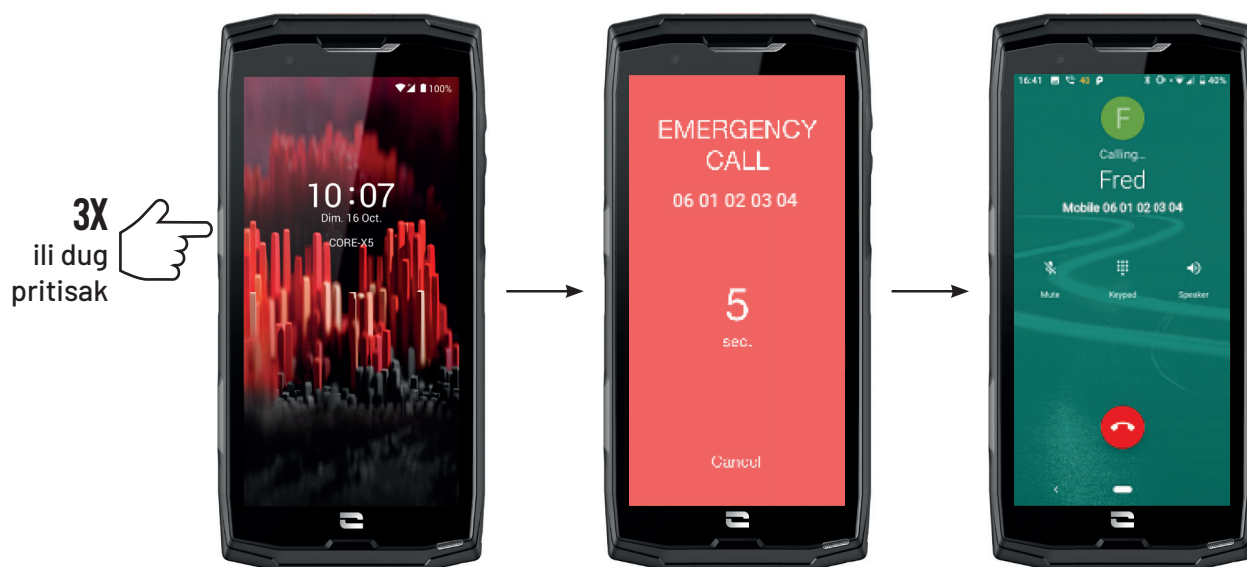 3X
ili dug
pritisak
100%
10:07
Dim. 16 Oct.
CORE-X5
EMERGENCY
CALL
06 01 02 03 04
5
sec.
Cancel
16:41 40 P 40%
F
Calling...
Fred
Mobile 06 01 02 03 04
Mute Keypad Speaker